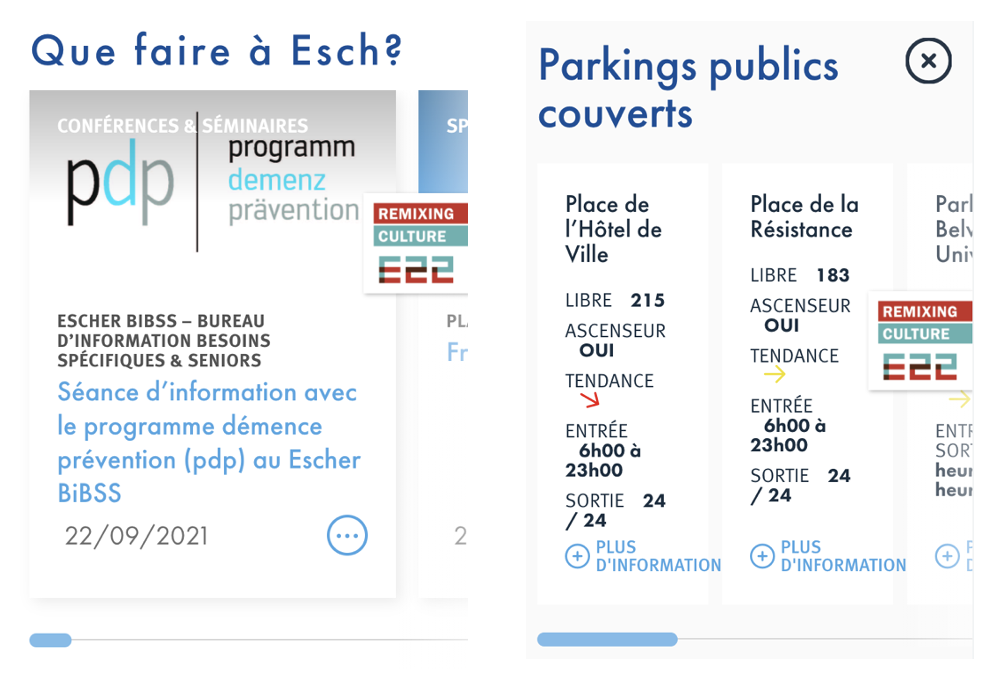 Que faire à Esch?
CONFÉRENCES & SÉMINAIRES
pdp
programm
demenz
prävention
REMIXING
CULTURE
E22
ESCHER BIBSS – BUREAU
D'INFORMATION BESOINS
SPÉCIFIQUES & SENIORS
Séance d'information avec
le programme démence
prévention (pdp) au Escher
BiBSS
22/09/2021
SP
PL
Fr
2
Parkings publics
couverts
Place de
l'Hôtel de
Ville
LIBRE 215
ASCENSEUR
OUI
TENDANCE
ENTRÉE
6h00 à
23h00
SORTIE 24
/ 24
PLUS
D'INFORMATION
Place de la
Résistance
LIBRE 183
ASCENSEUR
OUI
TENDANCE
ENTRÉE
6h00 à
23h00
SORTIE 24
/ 24
PLUS
D'INFORMATION
Belv
Univ
REMIXING
CULTURE
E22
ENTR
SOR
heur
heur